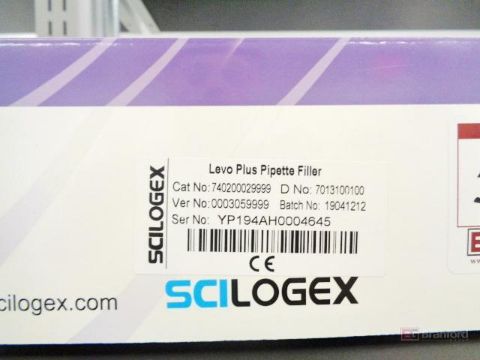 SCILOGEX
Levo Plus Pipette Filler
Cat No: 740200029999 D No: 7013100100
Ver No: 0003059999 Batch No: 19041212
Ser No: YP194AH0004645
CE
SCILOGEX
cilogex.com
Branford